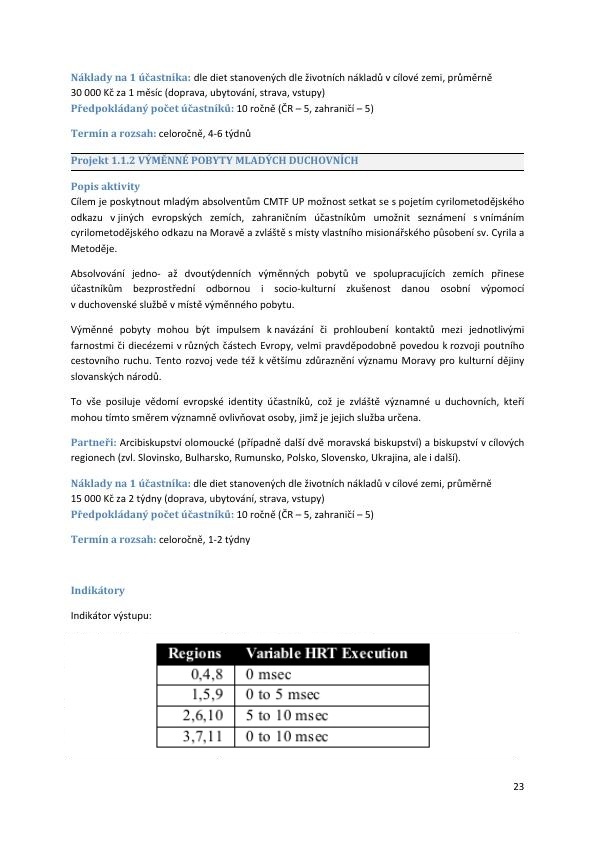 Náklady na 1 účastníka: dle diet stanovených dle životních nákladů v cílové zemi, průměrně
30 000 Kč za 1 měsíc (doprava, ubytování, strava, vstupy)
Předpokládaný počet účastníků: 10 ročně (ČR – 5, zahraničí – 5)
Termín a rozsah: celoročně, 4-6 týdnů
Projekt 1.1.2 VÝMĚNNÉ POBYTY MLADÝCH DUCHOVNÍCH
Popis aktivity
Cílem je poskytnout mladým absolventům CMTF UP možnost setkat se s pojetím cyrilometodějského
odkazu v jiných evropských zemích, zahraničním účastníkům umožnit seznámení s vnímáním
cyrilometodějského odkazu na Moravě a zvláště s místy vlastního misionářského působení sv. Cyrila a
Metoděje.
Absolvování jedno- až dvoutýdenních výměnných pobytů ve spolupracujících zemích přinese
účastníkům bezprostřední odbornou i socio-kulturní zkušenost danou osobní výpomocí
v duchovenské službě v místě výměnného pobytu.
Výměnné pobyty mohou být impulsem k navázání či prohloubení kontaktů mezi jednotlivými
farnostmi či diecézemi v různých částech Evropy, velmi pravděpodobně povedou k rozvoji poutního
cestovního ruchu. Tento rozvoj vede též k většímu zdůraznění významu Moravy pro kulturní dějiny
slovanských národů.
To vše posiluje vědomí evropské identity účastníků, což je zvláště významné u duchovních, kteří
mohou tímto směrem významně ovlivňovat osoby, jimž je jejich služba určena.
Partneři: Arcibiskupství olomoucké (případně další dvě moravská biskupství) a biskupství v cílových
regionech (zvl. Slovinsko, Bulharsko, Rumunsko, Polsko, Slovensko, Ukrajina, ale i další).
Náklady na 1 účastníka: dle diet stanovených dle životních nákladů v cílové zemi, průměrně
15 000 Kč za 2 týdny (doprava, ubytování, strava, vstupy)
Předpokládaný počet účastníků: 10 ročně (ČR – 5, zahraničí – 5)
Termín a rozsah: celoročně, 1-2 týdny
Indikátory
Indikátor výstupu:
Regions Variable HRT Execution
0,4,8 0 msec
1,5,9 0 to 5 msec
2,6,10 5 to 10 msec
3,7,11 0 to 10 msec
23